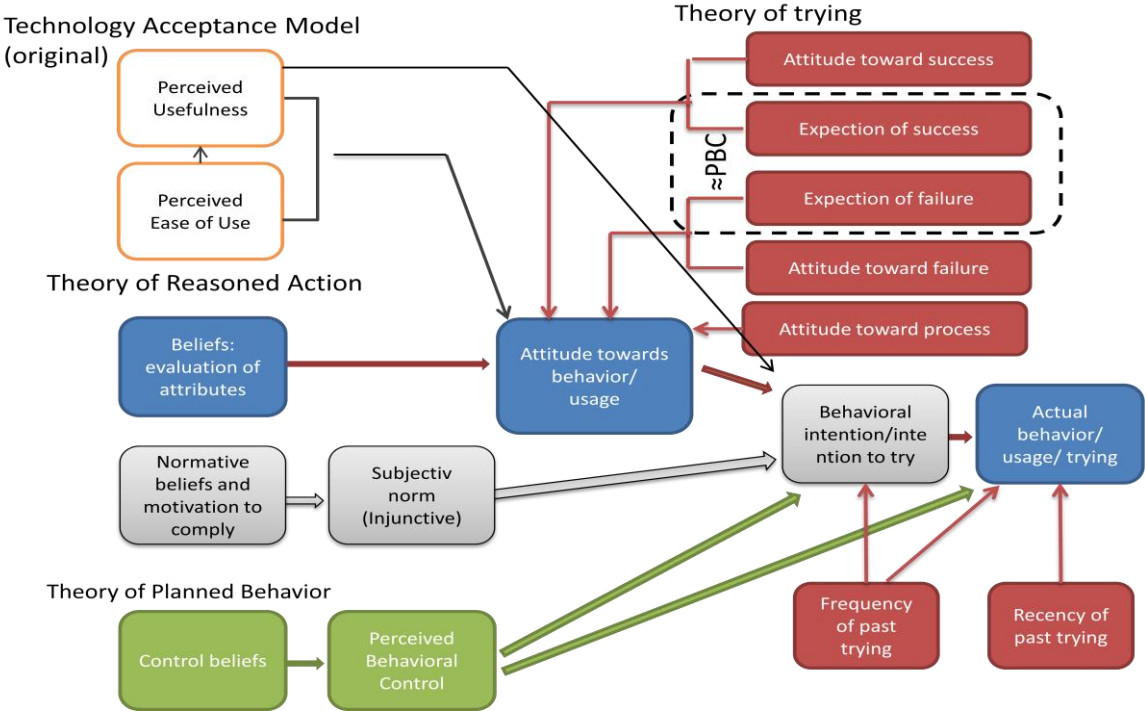 Technology Acceptance Model
(original)
Perceived
Usefulness
Perceived
Ease of Use
Theory of trying
Attitude toward success
Expection of success
≈PBC
Expection of failure
Attitude toward failure
Attitude toward process
Theory of Reasoned Action
Beliefs:
evaluation of
attributes
Attitude towards
behavior/
usage
Behavioral
intention/inte
ntion to try
Actual
behavior/
usage/ trying
Normative
beliefs and
motivation to
comply
Subjectiv
norm
(Injunctive)
Theory of Planned Behavior
Control beliefs
Perceived
Behavioral
Control
Frequency
of past
trying
Recency of
past trying